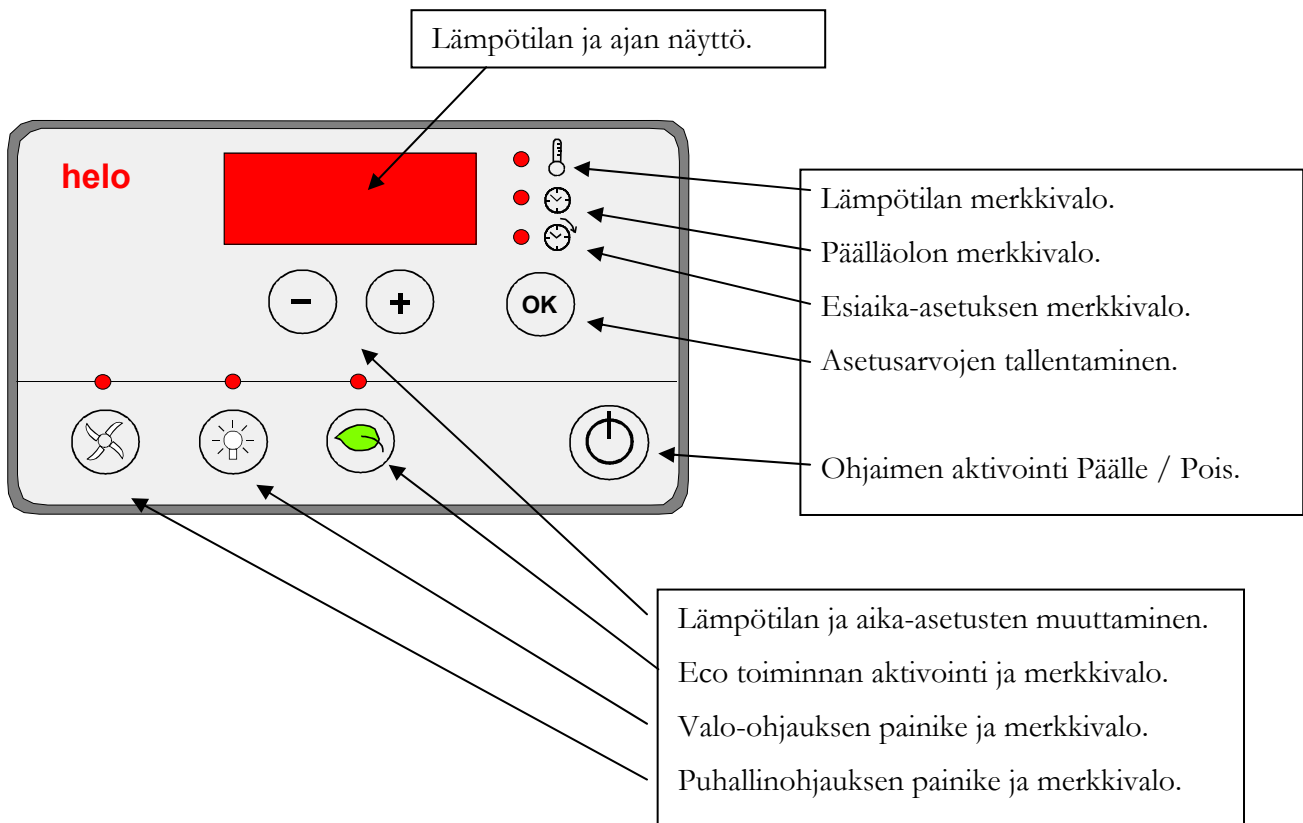 Lämpötilan ja ajan näyttö.
helo
Lämpötilan merkkivalo.
Päälläolon merkkivalo.
Esiaika-asetuksen merkkivalo.
− + OK
Asetusarvojen tallentaminen.
Ohjaimen aktivointi Päälle / Pois.
Lämpötilan ja aika-asetusten muuttaminen.
Eco toiminnan aktivointi ja merkkivalo.
Valo-ohjauksen painike ja merkkivalo.
Puhallinohjauksen painike ja merkkivalo.